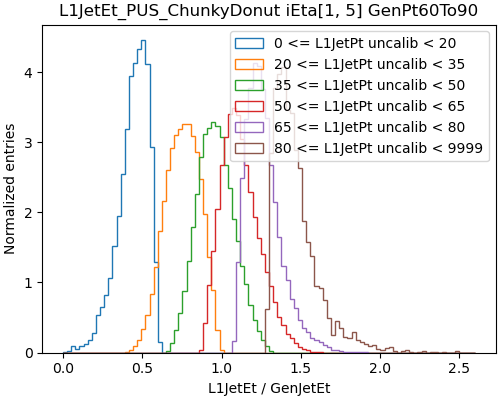 L1JetEt_PUS_ChunkyDonut iEta[1, 5] GenPt60To90
0 <= L1JetPt uncalib < 20
20 <= L1JetPt uncalib < 35
35 <= L1JetPt uncalib < 50
50 <= L1JetPt uncalib < 65
65 <= L1JetPt uncalib < 80
80 <= L1JetPt uncalib < 9999
Normalized entries
4
3
2
1
0
0.0 0.5 1.0 1.5 2.0 2.5
L1JetEt / GenJetEt